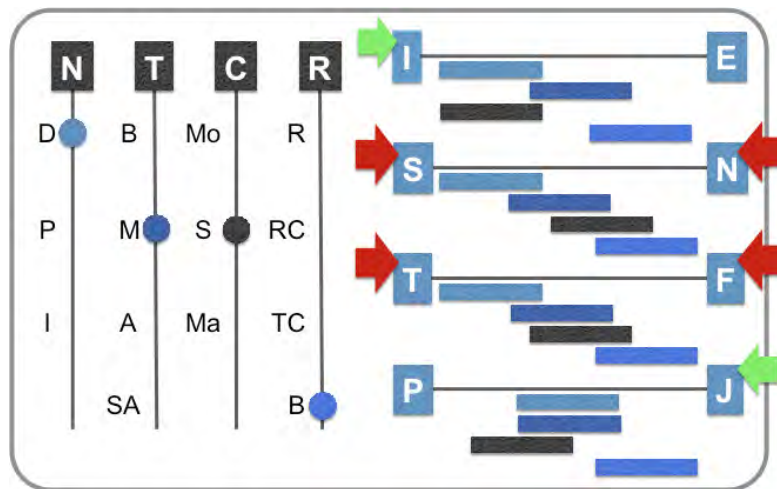 N T C R
D B Mo R
P M S RC
I A Ma TC
SA B
I E
S N
T F
P J